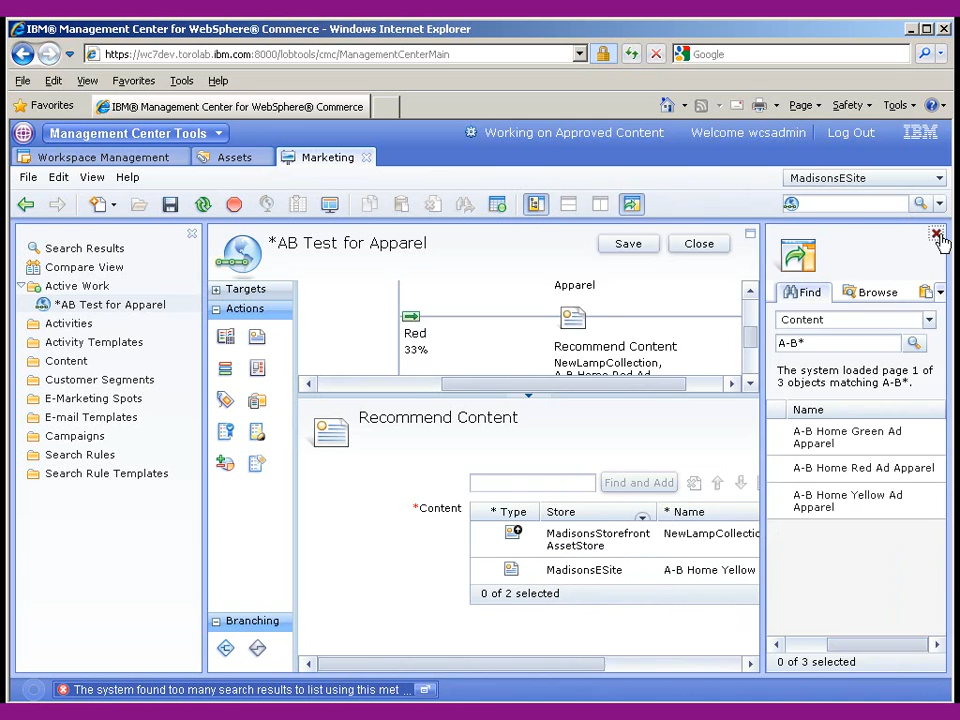 IBM® Management Center for WebSphere® Commerce - Windows Internet Explorer
https://wc7dev.torolab.ibm.com:8000/lobtools/cmc/ManagementCenterMain
Google
File Edit View Favorites Tools Help
Favorites IBM® Management Center for WebSphere® Commerce Page Safety Tools
Management Center Tools Working on Approved Content Welcome wcsadmin Log Out IBM
Workspace Management Assets Marketing
File Edit View Help MadisonsESite
Search Results
Compare View
Active Work
*AB Test for Apparel
Activities
Activity Templates
Content
Customer Segments
E-Marketing Spots
E-mail Templates
Campaigns
Search Rules
Search Rule Templates
*AB Test for Apparel Save Close
Targets
Actions
Branching
Apparel
Red
33%
Recommend Content
NewLampCollection,
A-B Home Red Ad
Recommend Content
Find and Add
*Content
* Type Store * Name
MadisonsStorefront NewLampCollectio
AssetStore
MadisonsESite A-B Home Yellow
0 of 2 selected
Find Browse
Content
A-B*
The system loaded page 1 of
3 objects matching A-B*.
Name
A-B Home Green Ad
Apparel
A-B Home Red Ad Apparel
A-B Home Yellow Ad
Apparel
0 of 3 selected
The system found too many search results to list using this met ...